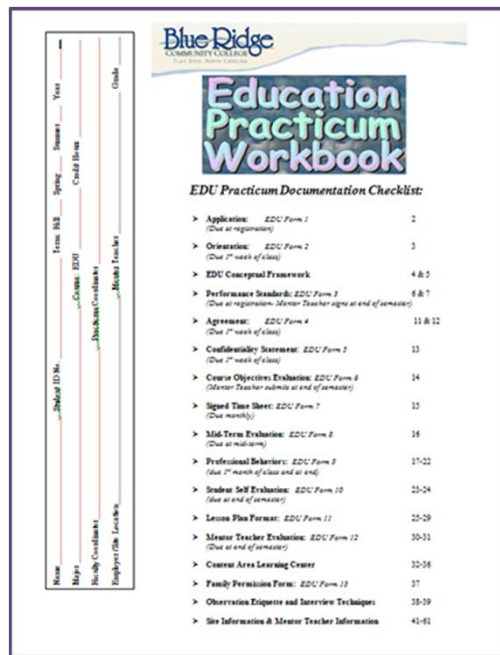 Blue Ridge
COMMUNITY COLLEGE
FLAT ROCK, NORTH CAROLINA
Education
Practicum
Workbook
EDU Practicum Documentation Checklist:
➤ Application: EDU Form 1 2
(Due at registration)
➤ Orientation: EDU Form 2 3
(Due 1st week of class)
➤ EDU Conceptual Framework 4 & 5
➤ Performance Standards: EDU Form 3 6 & 7
(Due at registration- Mentor Teacher signs at end of semester)
➤ Agreement: EDU Form 4 11 & 12
(Due 1st week of class)
➤ Confidentiality Statement: EDU Form 5 13
(Due 1st week of class)
➤ Course Objectives Evaluation: EDU Form 6 14
(Mentor Teacher submits at end of semester)
➤ Signed Time Sheet: EDU Form 7 15
(Due monthly)
➤ Mid-Term Evaluation: EDU Form 8 16
(Due at mid-term)
➤ Professional Behaviors: EDU Form 9 17-22
(due 1st month of class and at end)
➤ Student Self Evaluation: EDU Form 10 23-24
(due at end of semester)
➤ Lesson Plan Format: EDU Form 11 25-29
➤ Mentor Teacher Evaluation: EDU Form 12 30-31
(Due at end of semester)
➤ Content Area Learning Center 32-36
➤ Family Permission Form: EDU Form 13 37
➤ Observation Etiquette and Interview Techniques 38-39
➤ Site Information & Mentor Teacher Information 41-61
Name Student ID No. Term: Fall Spring Summer Year
Major Course: EDU Credit Hours
Faculty Coordinator Practicum Coordinator
Employer/Site Location Mentor Teacher Grade